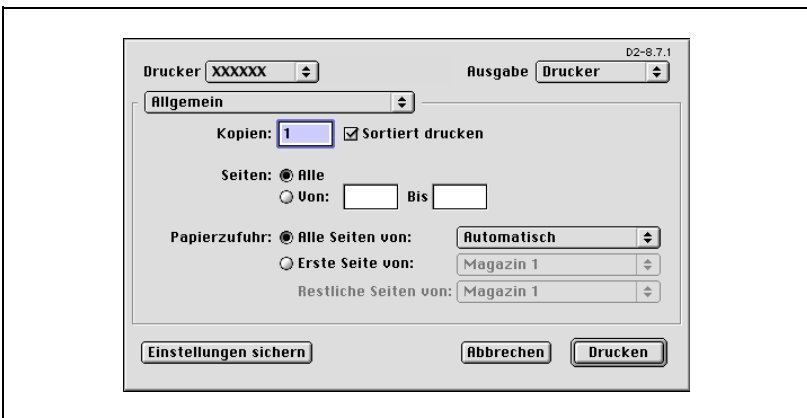 D2-8.7.1
Drucker XXXXXX Ausgabe Drucker
Allgemein
Kopien: 1 Sortiert drucken
Seiten: Alle
Von: Bis
Papierzufuhr: Alle Seiten von: Automatisch
Erste Seite von: Magazin 1
Restliche Seiten von: Magazin 1
Einstellungen sichern Abbrechen Drucken